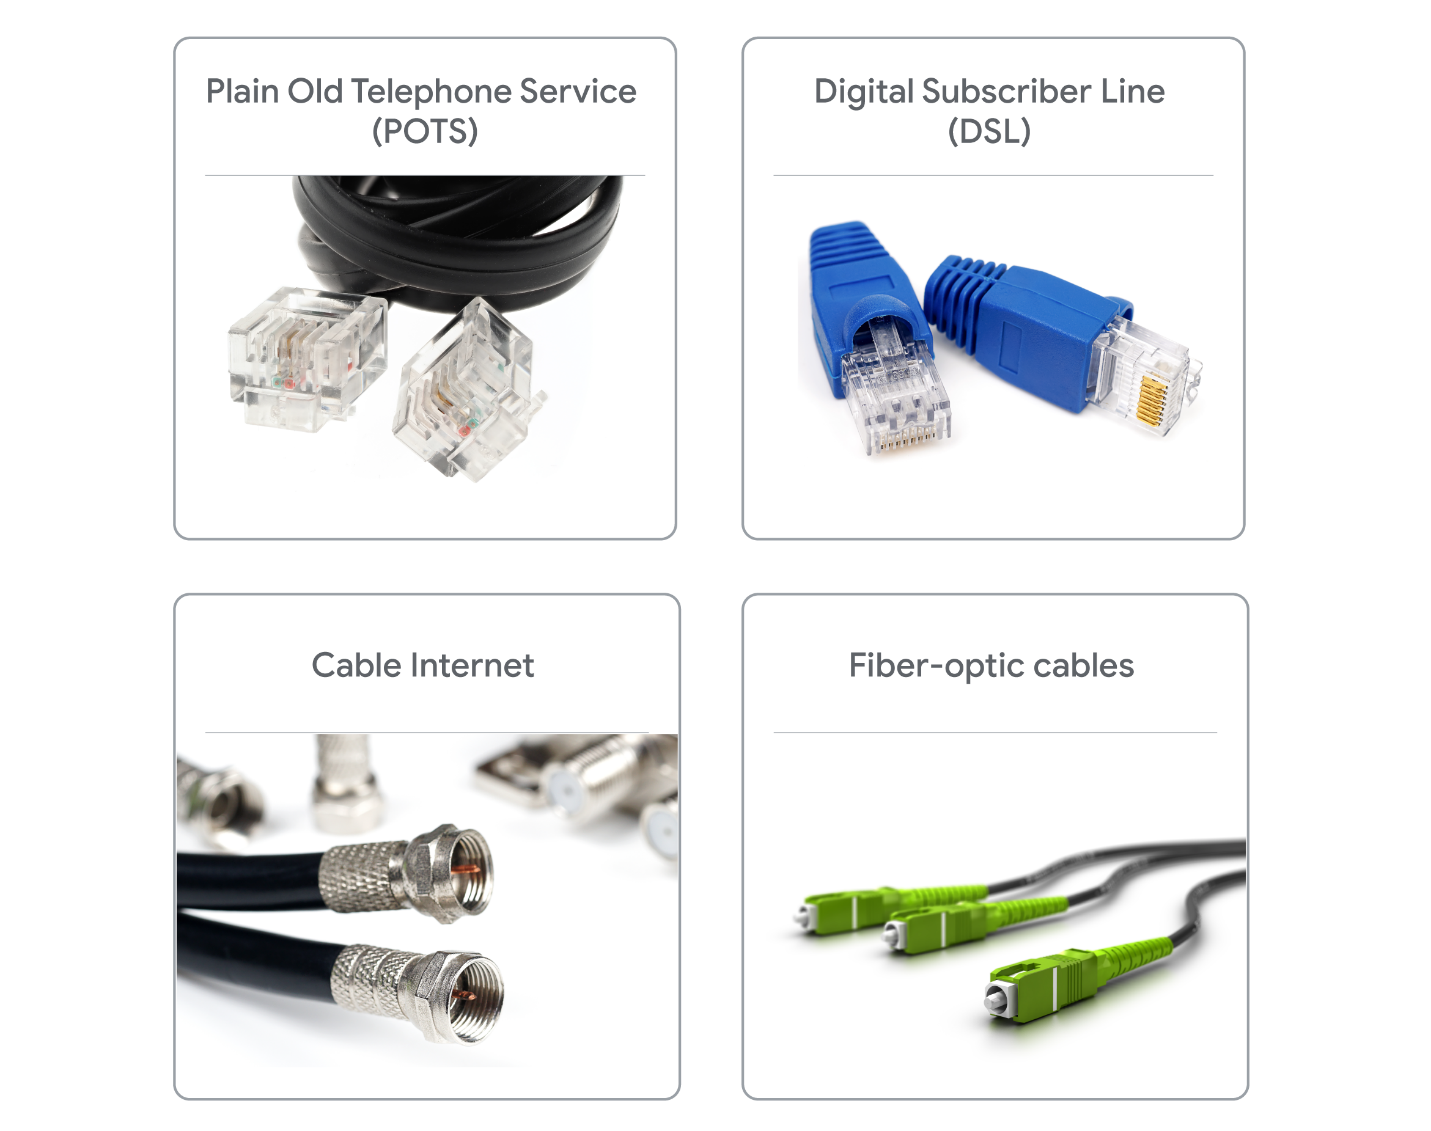 Plain Old Telephone Service
(POTS)
Digital Subscriber Line
(DSL)
Cable Internet
Fiber-optic cables